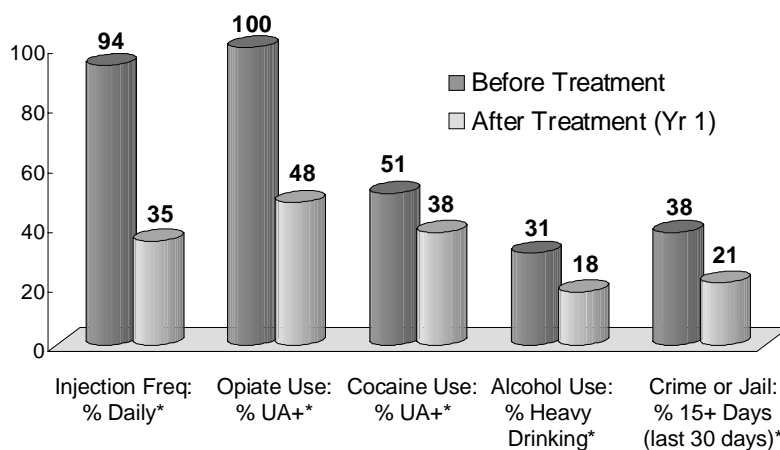 94
100
100
80
60
40
20
0
Before Treatment
After Treatment (Yr 1)
35
48
51
38
31
18
38
21
Injection Freq:
% Daily*
Opiate Use:
% UA+*
Cocaine Use:
% UA+*
Alcohol Use:
% Heavy
Drinking*
Crime or Jail:
% 15+ Days
(last 30 days)*